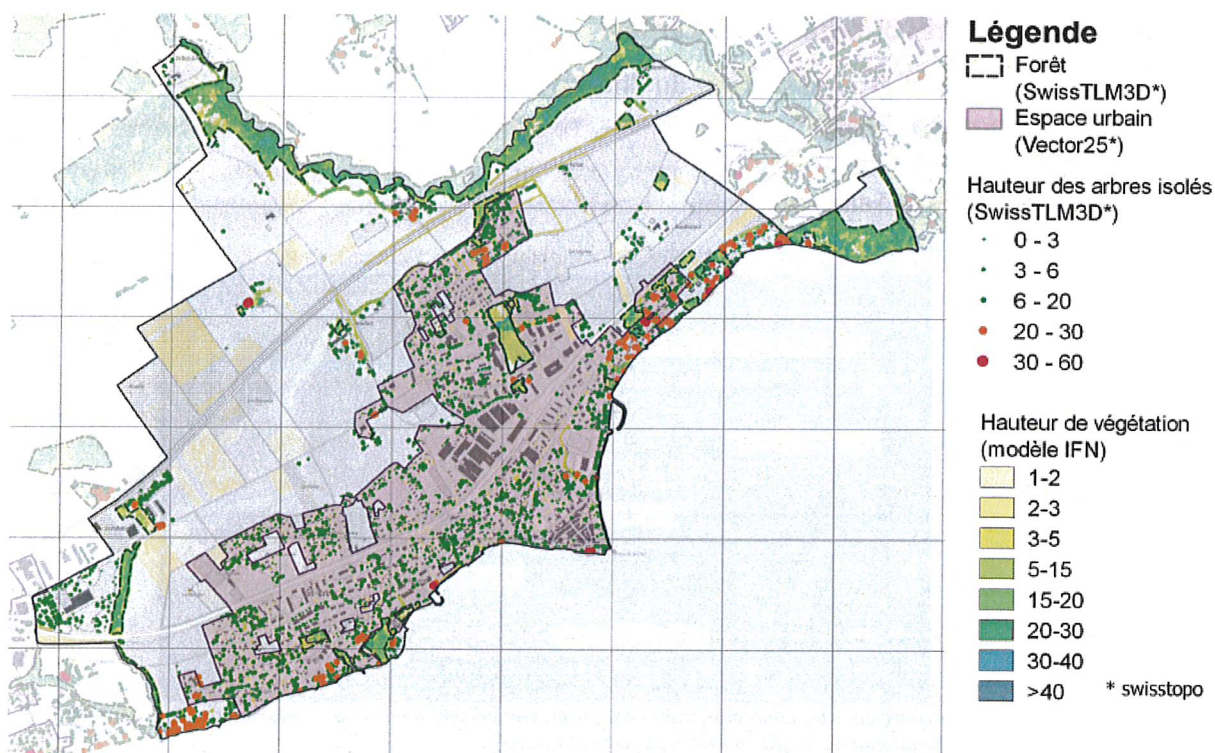 Légende
Forêt
(SwissTLM3D*)
Espace urbain
(Vector25*)
Hauteur des arbres isolés
(SwissTLM3D*)
0 - 3
3 - 6
6 - 20
20 - 30
30 - 60
Hauteur de végétation
(modèle IFN)
1-2
2-3
3-5
5-15
15-20
20-30
30-40
>40
* swisstopo